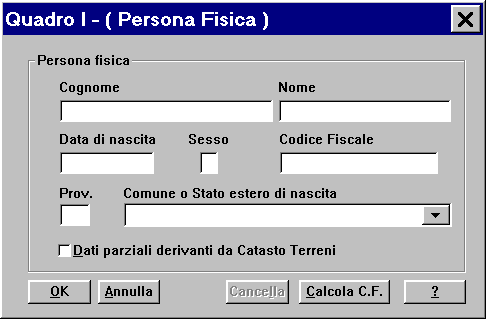 Quadro I - ( Persona Fisica )
Persona fisica
Cognome Nome
Data di nascita Sesso Codice Fiscale
Prov. Comune o Stato estero di nascita
Dati parziali derivanti da Catasto Terreni
OK Annulla Cancella Calcola C.F. ?